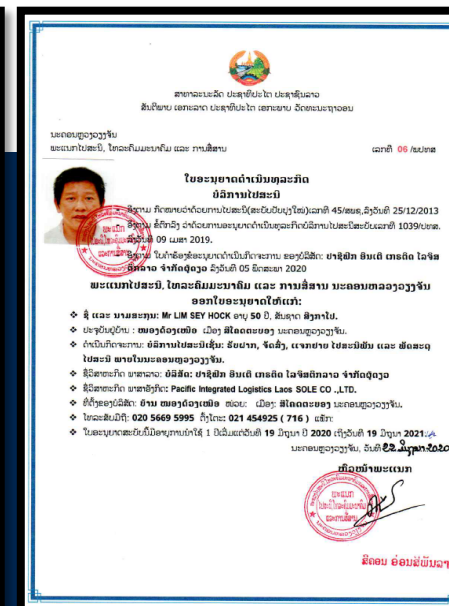 ສາທາລະນະລັດ ປະຊາທິປະໄຕ ປະຊາຊົນລາວ
ສັນຕິພາບ ເອກະລາດ ປະຊາທິປະໄຕ ເອກະພາບ ວັດທະນະຖາວອນ
ນະຄອນຫຼວງວຽງຈັນ
ພະແນກໄປສະນີ, ໂທລະຄົມມະນາຄົມ ແລະ ການສື່ສານ
ເລກທີ 06 /ພປທສ
ໃບອະນຸຍາດດໍາເນີນທຸລະກິດ
ບໍລິການໄປສະນີ
ອີງຕາມ ກົດໝາຍວ່າດ້ວຍການໄປສະນີ(ສະບັບປັບປຸງໃໝ່)ເລກທີ 45/ສພຊ,ລົງວັນທີ 25/12/2013
ອີງຕາມ ຂໍ້ຕົກລົງ ວ່າດ້ວຍການອະນຸຍາດດໍາເນີນທຸລະກິດບໍລິການໄປສະນີສະບັບເລກທີ 1039/ປທສ.
ລົງວັນທີ 09 ເມສາ 2019.
ອີງຕາມ ໃບຄໍາຮ້ອງຂໍອະນຸຍາດດໍາເນີນກິດຈະການ ຂອງບໍລິສັດ: ປາຊີຟິກ ອິນເຕີ ເກຣດິດ ໂລຈິສ
ຕິກລາວ ຈໍາກັດຜູ້ດຽວ ລົງວັນທີ 05 ພຶດສະພາ 2020
ພະແນກໄປສະນີ, ໂທລະຄົມມະນາຄົມ ແລະ ການສື່ສານ ນະຄອນຫລວງວຽງຈັນ
ອອກໃບອະນຸຍາດໃຫ້ແກ່:
❖ ຊື່ ແລະ ນາມສະກຸນ: Mr LIM SEY HOCK ອາຍຸ 50 ປີ, ສັນຊາດ ສິງກາໂປ.
❖ ປະຈຸບັນຢູ່ບ້ານ : ໜອງດ້ວງເໜືອ ເມືອງ ສີໂຄດຕະບອງ ນະຄອນຫຼວງວຽງຈັນ.
❖ ດໍາເນີນກິດຈະການ: ບໍລິການໄປສະນີເຊັ່ນ: ຮັບຝາກ, ຈັດສົ່ງ, ແຈກຢາຍ ໄປສະນີພັນ ແລະ ພັດສະດຸ
ໄປສະນີ ພາຍໃນນະຄອນຫຼວງວຽງຈັນ.
❖ ຊື່ວິສາຫະກິດ ພາສາລາວ: ບໍລິສັດ: ປາຊີຟິກ ອິນເຕີ ເກຣດິດ ໂລຈິສຕິກລາວ ຈໍາກັດຜູ້ດຽວ
❖ ຊື່ວິສາຫະກິດ ພາສາອັງກິດ: Pacific Integrated Logistics Laos SOLE CO .,LTD.
❖ ທີ່ຕັ້ງຂອງບໍລິສັດ: ບ້ານ ໜອງດ້ວງເໜືອ ໜ່ວຍ: ເມືອງ: ສີໂຄດຕະບອງ ນະຄອນຫຼວງວຽງຈັນ.
❖ ໂທລະສັບມືຖື: 020 5669 5995 ຕັ້ງໂຕະ: 021 454925 ( 716 ) ແຟັກ:
❖ ໃບອະນຸຍາດສະບັບນີ້ມີອາຍຸການນໍາໃຊ້ 1 ປີເລີ່ມແຕ່ວັນທີ 19 ມິຖຸນາ ປີ 2020 ເຖິງວັນທີ 19 ມິຖຸນາ 2021.
ນະຄອນຫຼວງວຽງຈັນ, ວັນທີ 22 ມິຖຸນາ 2020
ຫົວໜ້າພະແນກ
ສີຄອນ ອ່ອນສີພັນລາ